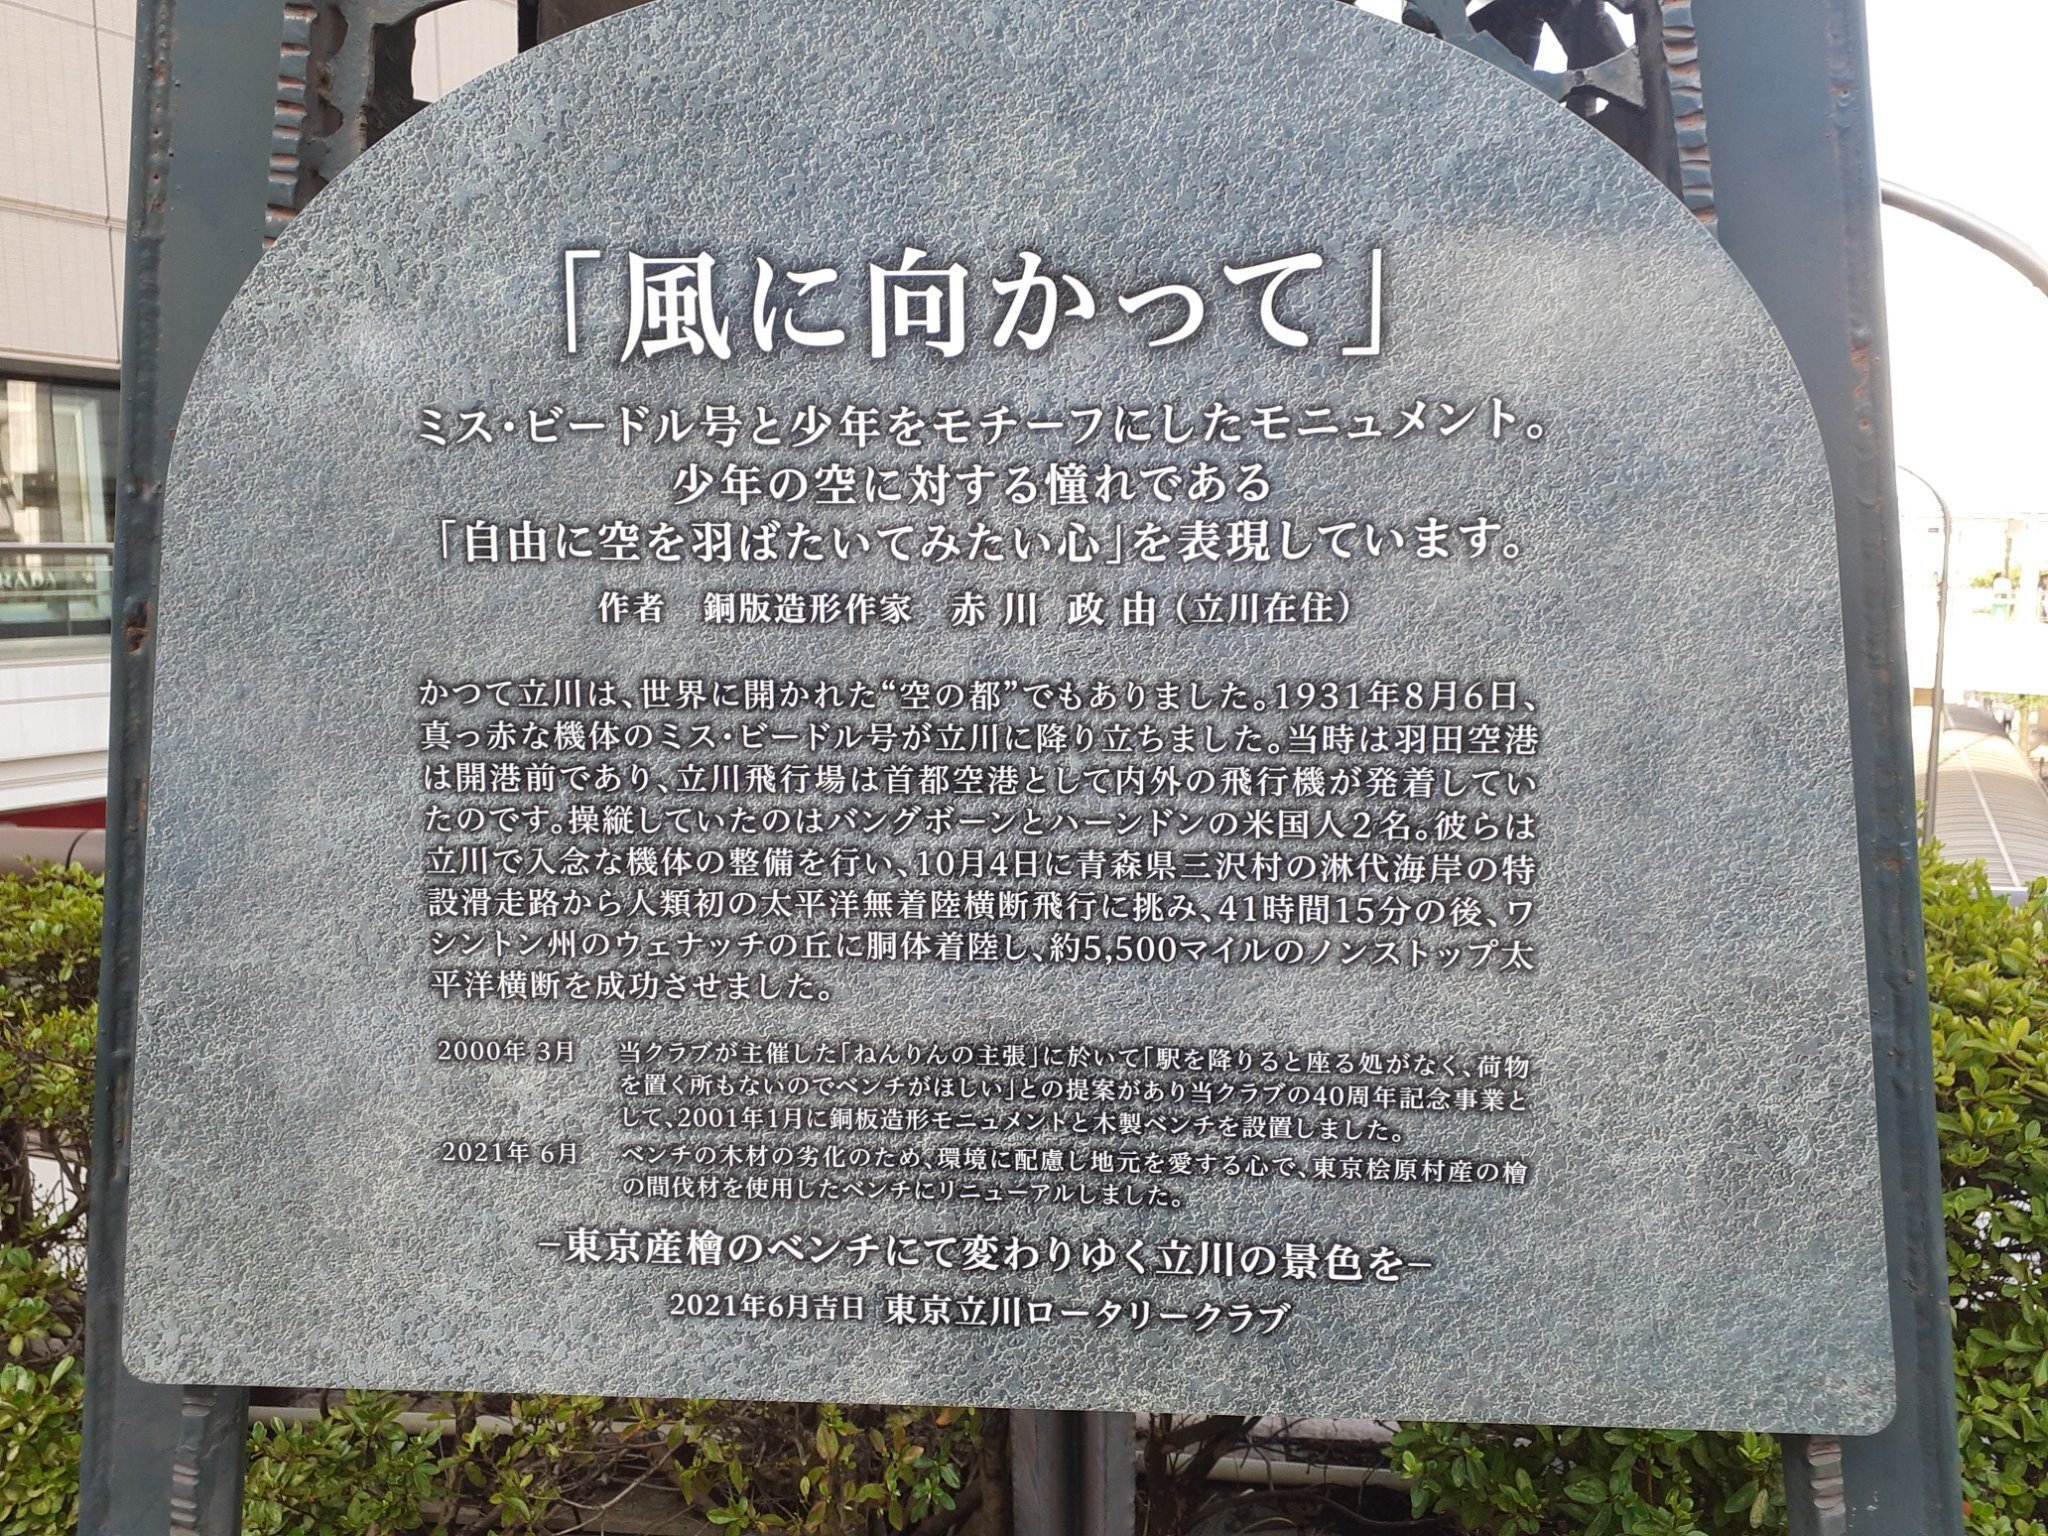 「風に向かって」
ミス・ビードル号と少年をモチーフにしたモニュメント。
少年の空に対する憧れである
「自由に空を羽ばたいてみたい心」を表現しています。
作者　銅版造形作家　赤川 政由（立川在住）
かつて立川は、世界に開かれた“空の都”でもありました。1931年8月6日、
真っ赤な機体のミス・ビードル号が立川に降り立ちました。当時は羽田空港
は開港前であり、立川飛行場は首都空港として内外の飛行機が発着してい
たのです。操縦していたのはパングボーンとハーンドンの米国人２名。彼らは
立川で入念な機体の整備を行い、10月4日に青森県三沢村の淋代海岸の特
設滑走路から人類初の太平洋無着陸横断飛行に挑み、41時間15分の後、ワ
シントン州のウェナッチの丘に胴体着陸し、約5,500マイルのノンストップ太
平洋横断を成功させました。
2000年 3月　当クラブが主催した「ねんりんの主張」に於いて「駅を降りると座る処がなく、荷物
を置く所もないのでベンチがほしい」との提案があり当クラブの40周年記念事業と
して、2001年1月に銅板造形モニュメントと木製ベンチを設置しました。
2021年 6月　ベンチの木材の劣化のため、環境に配慮し地元を愛する心で、東京桧原村産の檜
の間伐材を使用したベンチにリニューアルしました。
−東京産檜のベンチにて変わりゆく立川の景色を−
2021年6月吉日 東京立川ロータリークラブ